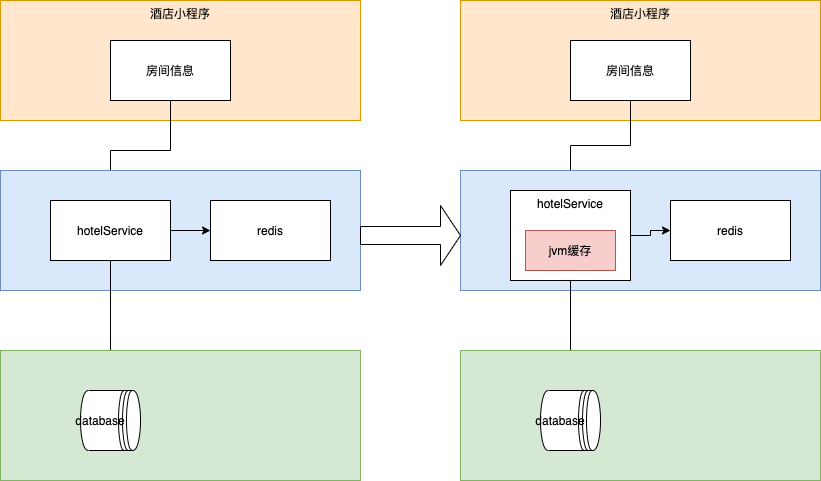 酒店小程序
房间信息
hotelService
redis
database
酒店小程序
房间信息
hotelService
jvm缓存
redis
database